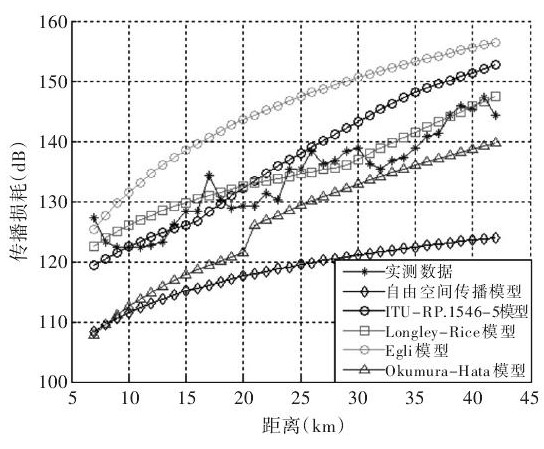 160
150
140
130
120
110
100
传播损耗(dB)
实测数据
自由空间传播模型
ITU-RP.1546-5模型
Longley-Rice模型
Egli模型
Okumura-Hata模型
5 10 15 20 25 30 35 40 45
距离(km)